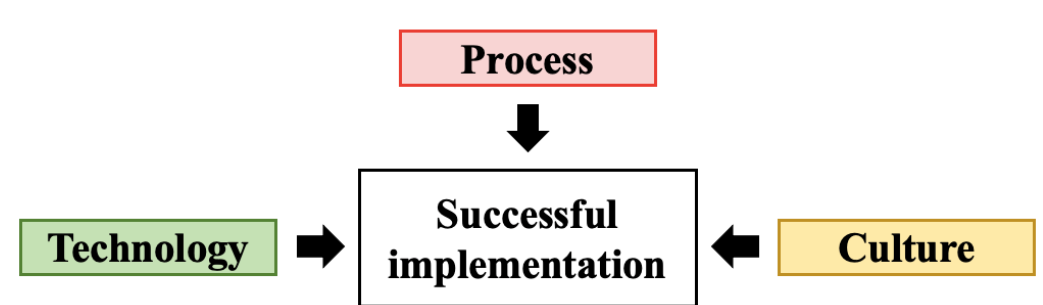 Process
Technology
Successful
implementation
Culture